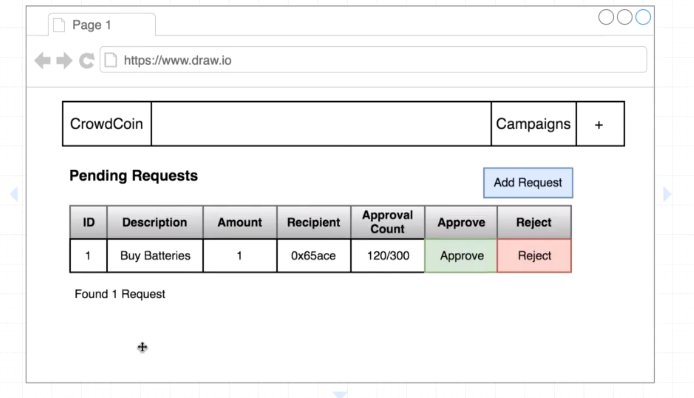 Page 1
https://www.draw.io
CrowdCoin Campaigns +
Pending Requests
Add Request
ID Description Amount Recipient Approval Count Approve Reject
1 Buy Batteries 1 0x65ace 120/300 Approve Reject
Found 1 Request